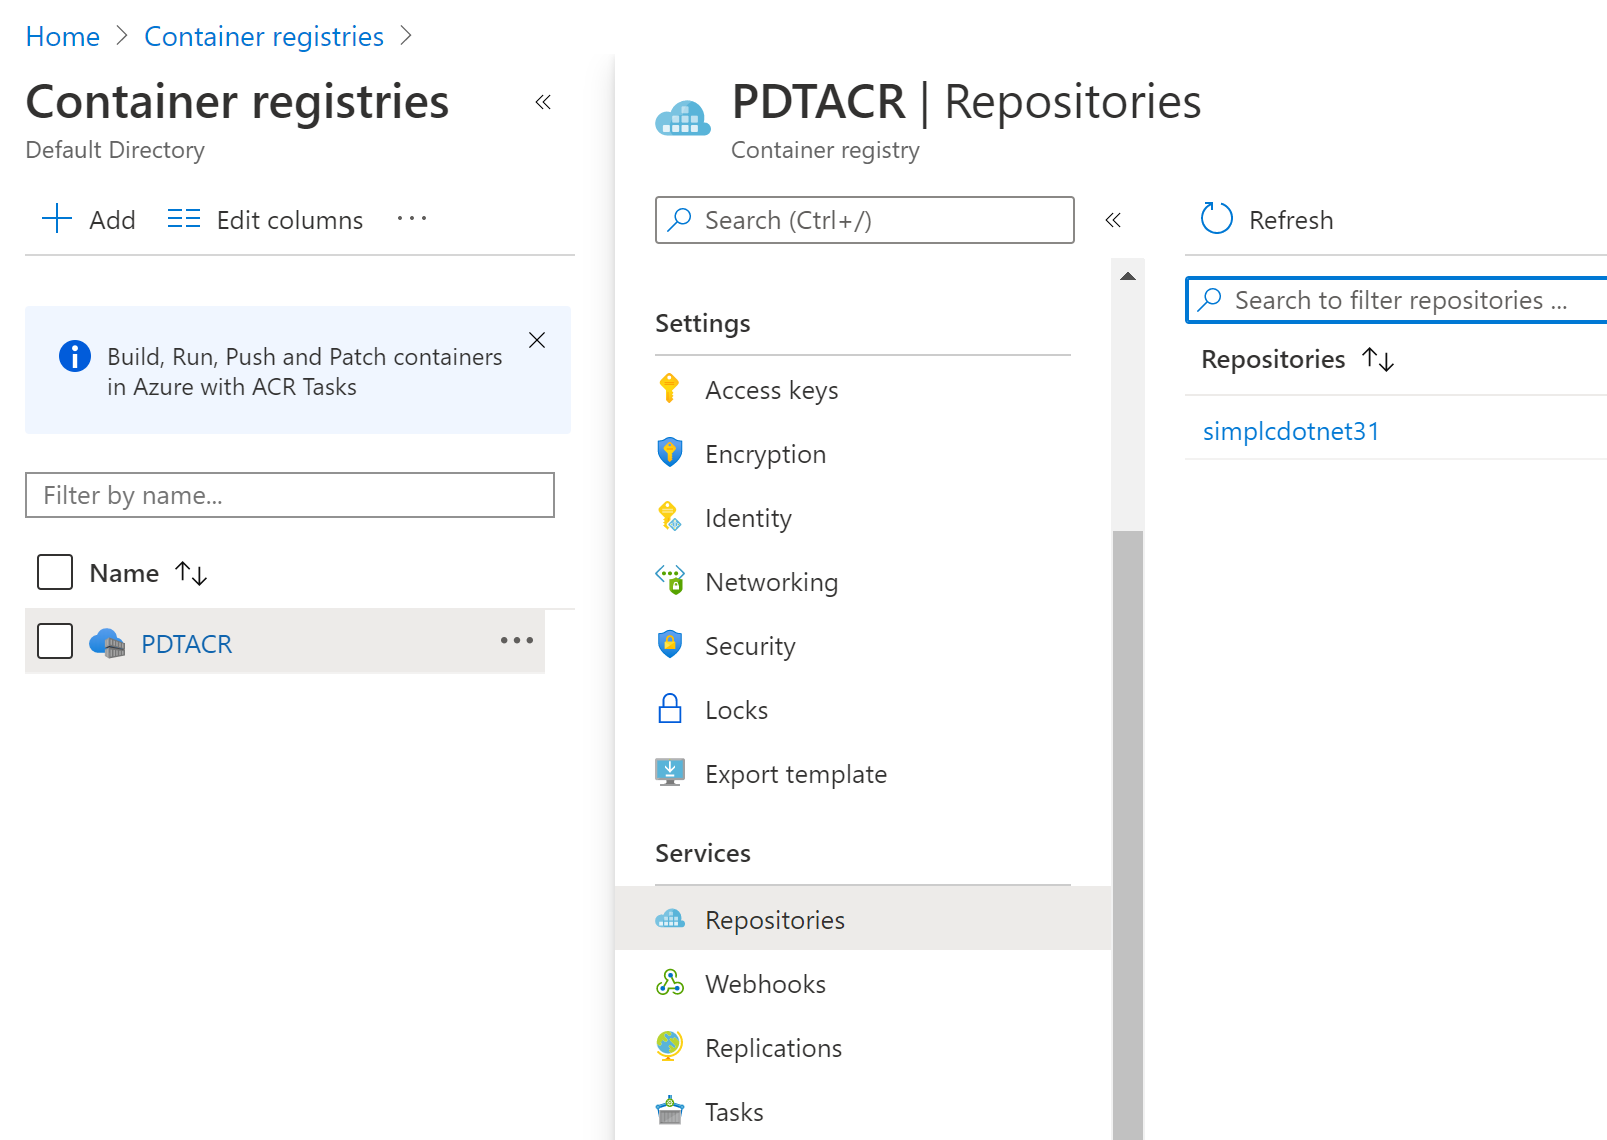 Home > Container registries >
Container registries «
Default Directory
Add Edit columns ...
Build, Run, Push and Patch containers
in Azure with ACR Tasks
Filter by name...
Name ↑↓
PDTACR ...
PDTACR | Repositories
Container registry
Search (Ctrl+/) «
Settings
Access keys
Encryption
Identity
Networking
Security
Locks
Export template
Services
Repositories
Webhooks
Replications
Tasks
Refresh
Search to filter repositories ...
Repositories ↑↓
simplcdotnet31